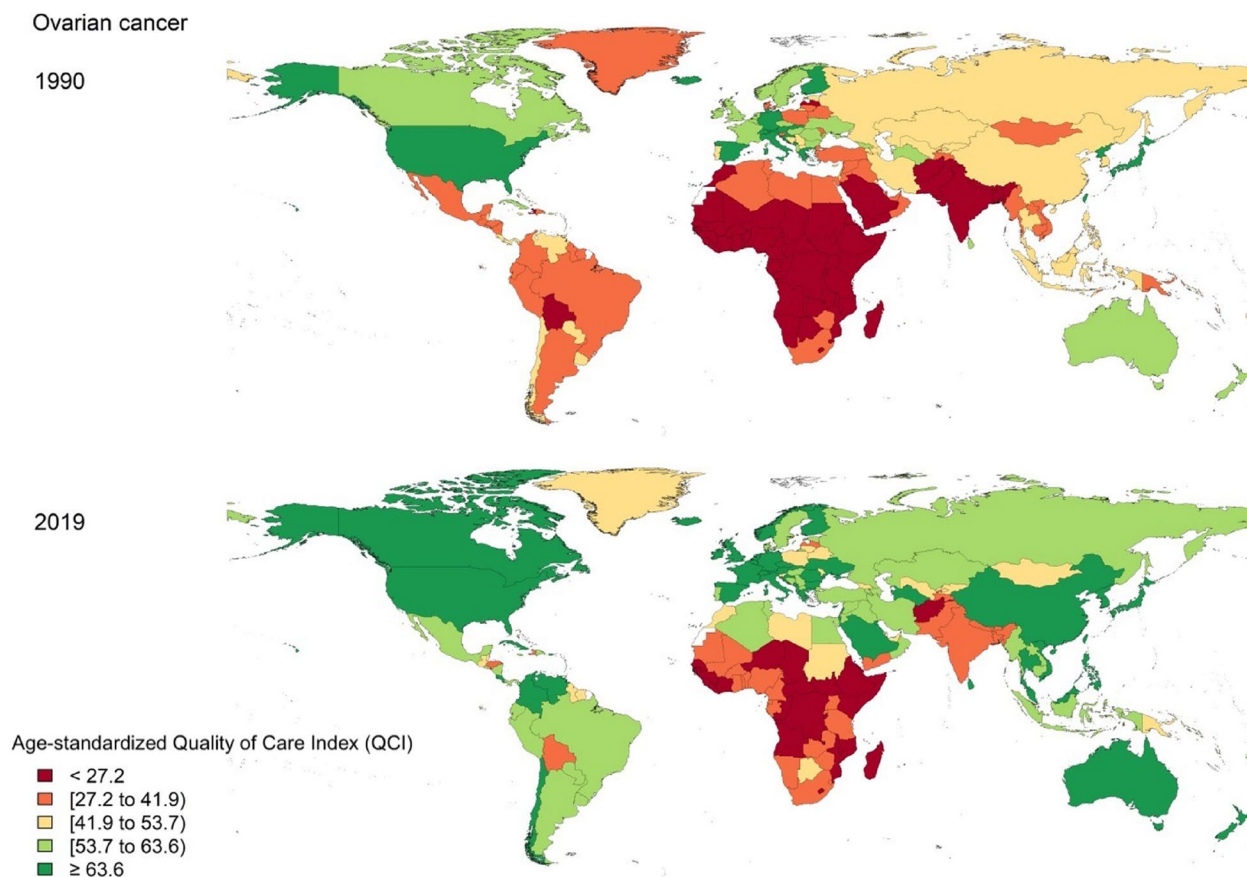 Ovarian cancer
1990
2019
Age-standardized Quality of Care Index (QCI)
< 27.2
[27.2 to 41.9)
[41.9 to 53.7)
[53.7 to 63.6)
≥ 63.6